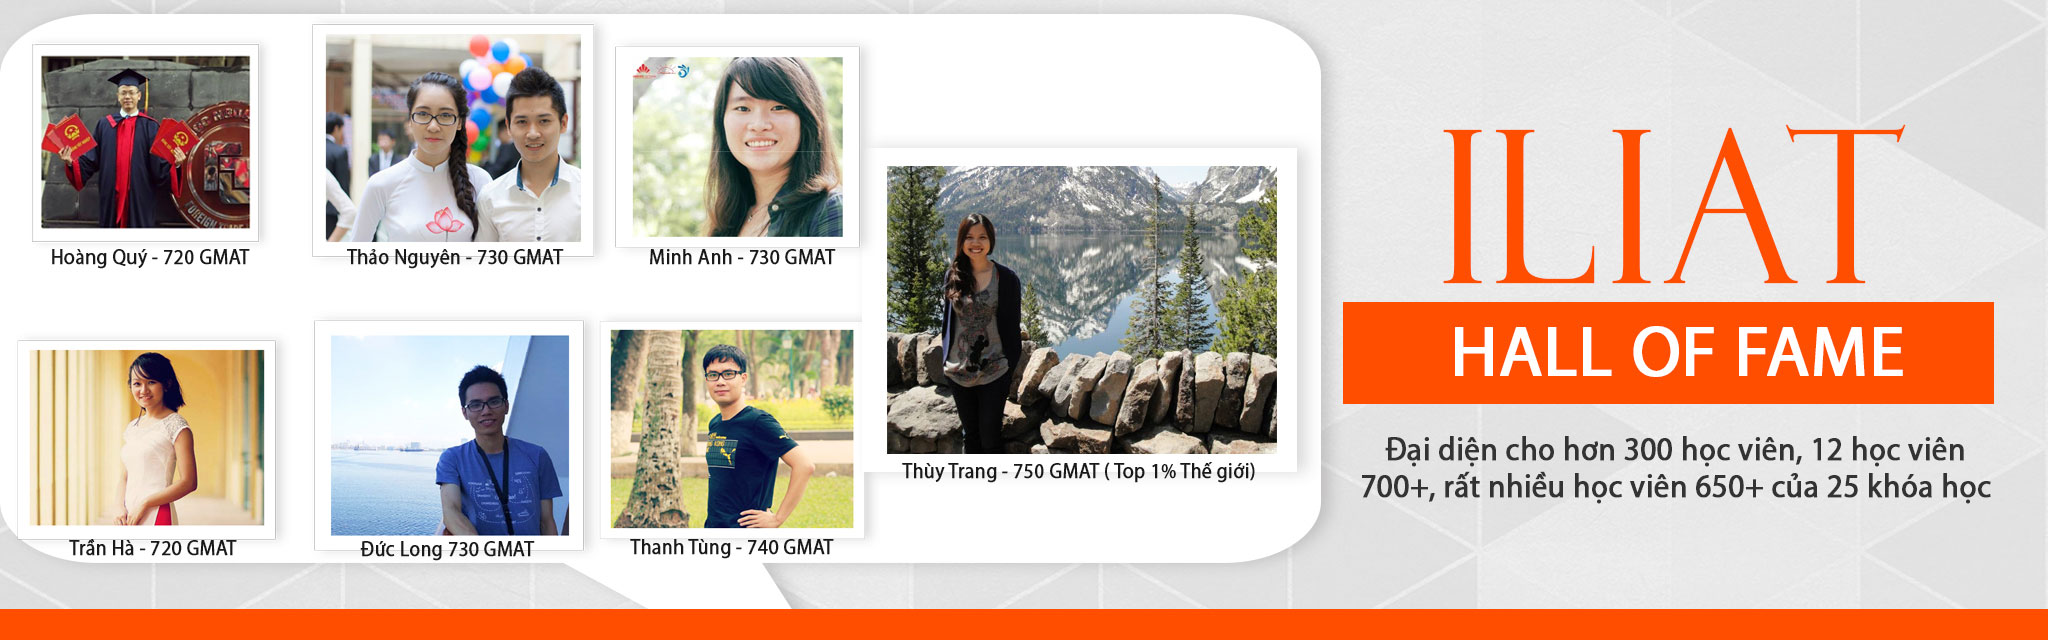 Hoàng Quý - 720 GMAT
Thảo Nguyên - 730 GMAT
Minh Anh - 730 GMAT
Thùy Trang - 750 GMAT ( Top 1% Thế giới)
Trần Hà - 720 GMAT
Đức Long 730 GMAT
Thanh Tùng - 740 GMAT
ILIAT
HALL OF FAME
Đại diện cho hơn 300 học viên, 12 học viên
700+, rất nhiều học viên 650+ của 25 khóa học